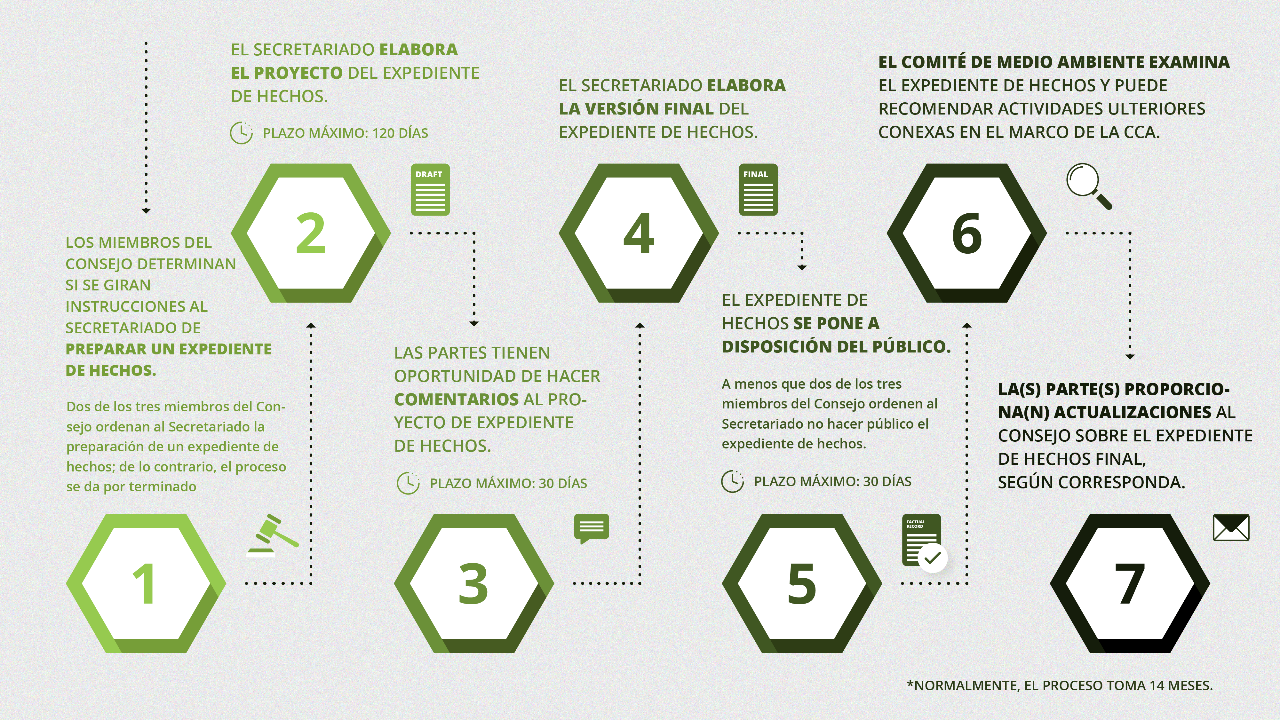 LOS MIEMBROS DEL
CONSEJO DETERMINAN
SI SE GIRAN
INSTRUCCIONES AL
SECRETARIADO DE
PREPARAR UN EXPEDIENTE
DE HECHOS.
Dos de los tres miembros del Con-
sejo ordenan al Secretariado la
preparación de un expediente de
hechos; de lo contrario, el proceso
se da por terminado
1
EL SECRETARIADO ELABORA
EL PROYECTO DEL EXPEDIENTE
DE HECHOS.
PLAZO MÁXIMO: 120 DÍAS
DRAFT
2
LAS PARTES TIENEN
OPORTUNIDAD DE HACER
COMENTARIOS AL PRO-
YECTO DE EXPEDIENTE
DE HECHOS.
PLAZO MÁXIMO: 30 DÍAS
3
EL SECRETARIADO ELABORA
LA VERSIÓN FINAL DEL
EXPEDIENTE DE HECHOS.
FINAL
4
EL EXPEDIENTE DE
HECHOS SE PONE A
DISPOSICIÓN DEL PÚBLICO.
A menos que dos de los tres
miembros del Consejo ordenen al
Secretariado no hacer público el
expediente de hechos.
PLAZO MÁXIMO: 30 DÍAS
FACTUAL
RECORD
5
EL COMITÉ DE MEDIO AMBIENTE EXAMINA
EL EXPEDIENTE DE HECHOS Y PUEDE
RECOMENDAR ACTIVIDADES ULTERIORES
CONEXAS EN EL MARCO DE LA CCA.
6
LA(S) PARTE(S) PROPORCIO-
NA(N) ACTUALIZACIONES AL
CONSEJO SOBRE EL EXPEDIENTE
DE HECHOS FINAL,
SEGÚN CORRESPONDA.
7
*NORMALMENTE, EL PROCESO TOMA 14 MESES.